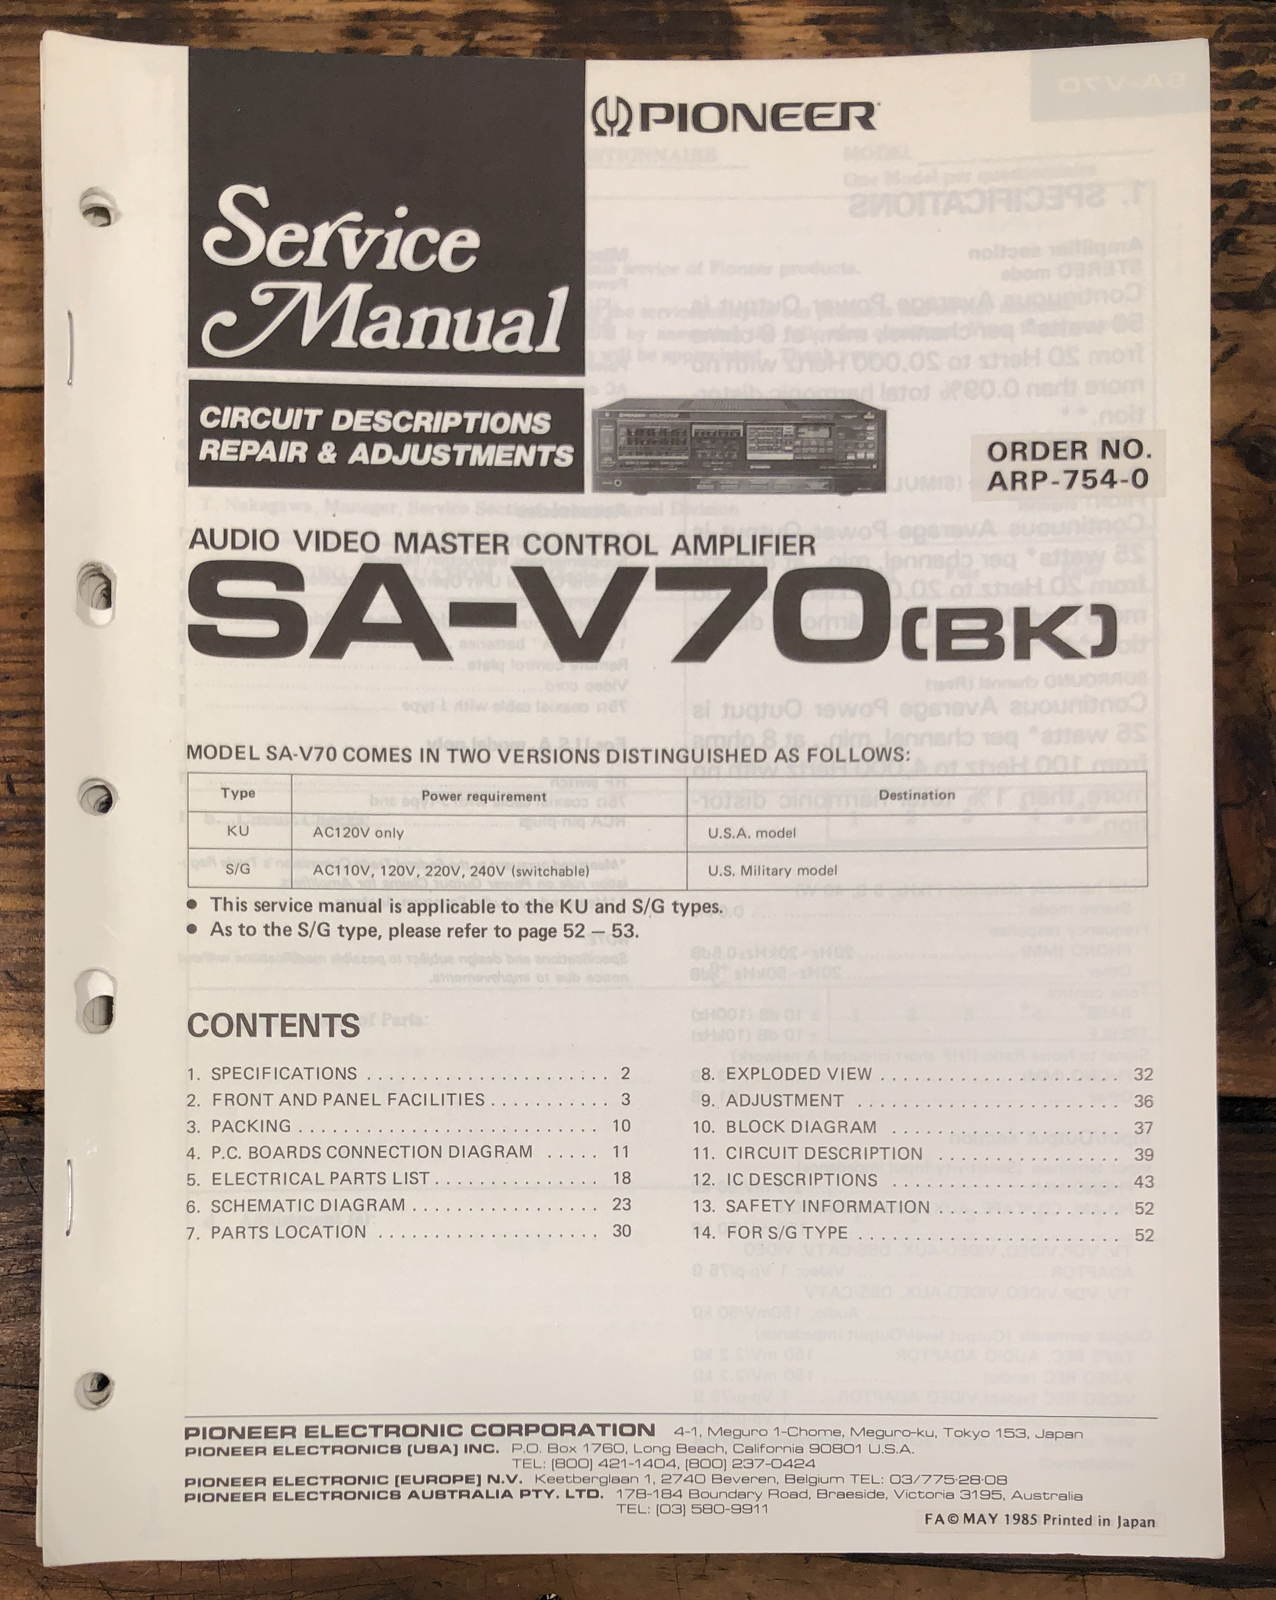 PIONEER
Service
Manual
CIRCUIT DESCRIPTIONS
REPAIR & ADJUSTMENTS
ORDER NO.
ARP-754-0
AUDIO VIDEO MASTER CONTROL AMPLIFIER
SA-V70(BK)
MODEL SA-V70 COMES IN TWO VERSIONS DISTINGUISHED AS FOLLOWS:
Type Power requirement Destination
KU AC120V only U.S.A. model
S/G AC110V, 120V, 220V, 240V (switchable) U.S. Military model
● This service manual is applicable to the KU and S/G types.
● As to the S/G type, please refer to page 52 – 53.
CONTENTS
1. SPECIFICATIONS . . . . . . . . . . . . . . . . . . . . . . 2
2. FRONT AND PANEL FACILITIES . . . . . . . . . . . 3
3. PACKING . . . . . . . . . . . . . . . . . . . . . . . . . . . . 10
4. P.C. BOARDS CONNECTION DIAGRAM . . . . . 11
5. ELECTRICAL PARTS LIST . . . . . . . . . . . . . . . . 18
6. SCHEMATIC DIAGRAM . . . . . . . . . . . . . . . . . . 23
7. PARTS LOCATION . . . . . . . . . . . . . . . . . . . . 30
8. EXPLODED VIEW . . . . . . . . . . . . . . . . . . . . . . 32
9. ADJUSTMENT . . . . . . . . . . . . . . . . . . . . . . . . 36
10. BLOCK DIAGRAM . . . . . . . . . . . . . . . . . . . . . 37
11. CIRCUIT DESCRIPTION . . . . . . . . . . . . . . . . . 39
12. IC DESCRIPTIONS . . . . . . . . . . . . . . . . . . . . . 43
13. SAFETY INFORMATION . . . . . . . . . . . . . . . . . 52
14. FOR S/G TYPE . . . . . . . . . . . . . . . . . . . . . . . . 52
PIONEER ELECTRONIC CORPORATION 4-1, Meguro 1-Chome, Meguro-ku, Tokyo 153, Japan
PIONEER ELECTRONICS [USA] INC. P.O. Box 1760, Long Beach, California 90801 U.S.A.
TEL: [800] 421-1404, [800] 237-0424
PIONEER ELECTRONIC [EUROPE] N.V. Keetberglaan 1, 2740 Beveren, Belgium TEL: 03/775·28·08
PIONEER ELECTRONICS AUSTRALIA PTY. LTD. 178-184 Boundary Road, Braeside, Victoria 3195, Australia
TEL: [03] 580-9911
FA © MAY 1985 Printed in Japan